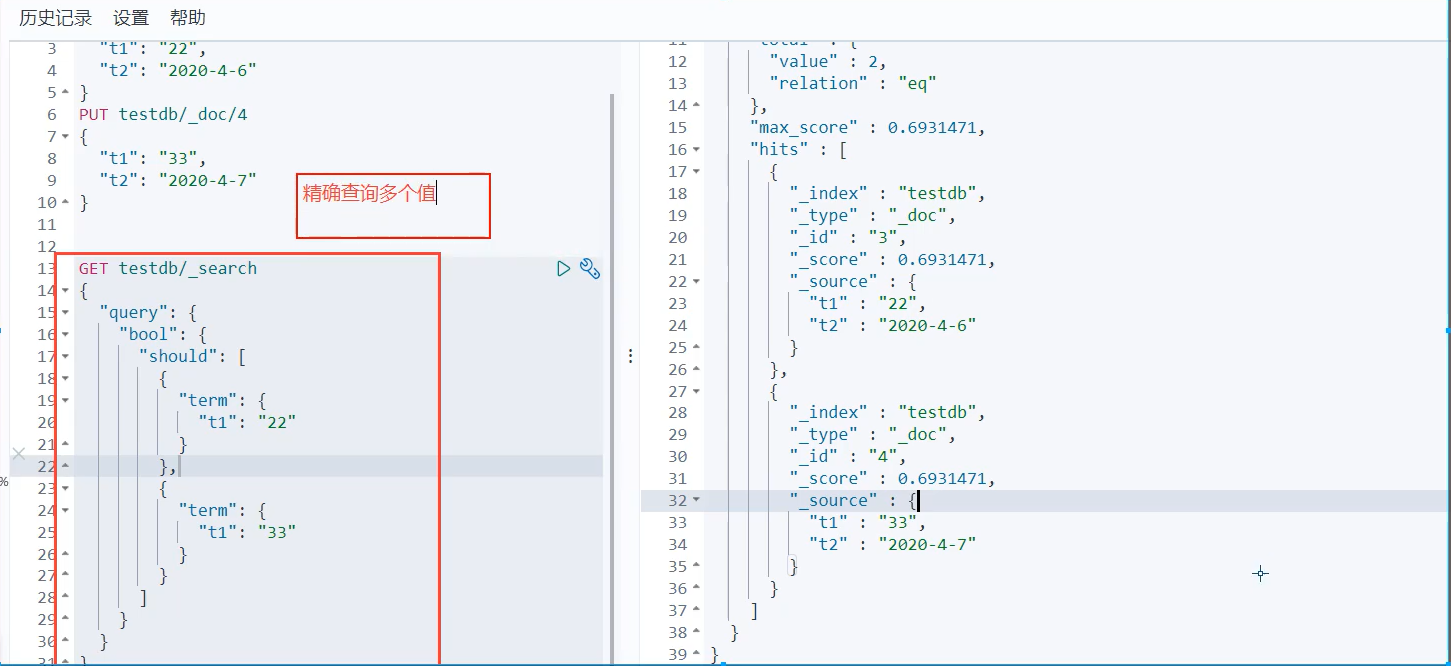 历史记录 设置 帮助
3 "t1": "22",
4 "t2": "2020-4-6"
5 }
6 PUT testdb/_doc/4
7 {
8 "t1": "33",
9 "t2": "2020-4-7"
10 }
11
12
精确查询多个值
13 GET testdb/_search
14 {
15 "query": {
16 "bool": {
17 "should": [
18 {
19 "term": {
20 "t1": "22"
21 }
22 },
23 {
24 "term": {
25 "t1": "33"
26 }
27 }
28 ]
29 }
30 }
31 }
%
11 "total" : {
12 "value" : 2,
13 "relation" : "eq"
14 },
15 "max_score" : 0.6931471,
16 "hits" : [
17 {
18 "_index" : "testdb",
19 "_type" : "_doc",
20 "_id" : "3",
21 "_score" : 0.6931471,
22 "_source" : {
23 "t1" : "22",
24 "t2" : "2020-4-6"
25 }
26 },
27 {
28 "_index" : "testdb",
29 "_type" : "_doc",
30 "_id" : "4",
31 "_score" : 0.6931471,
32 "_source" : {
33 "t1" : "33",
34 "t2" : "2020-4-7"
35 }
36 }
37 ]
38 }
39 }